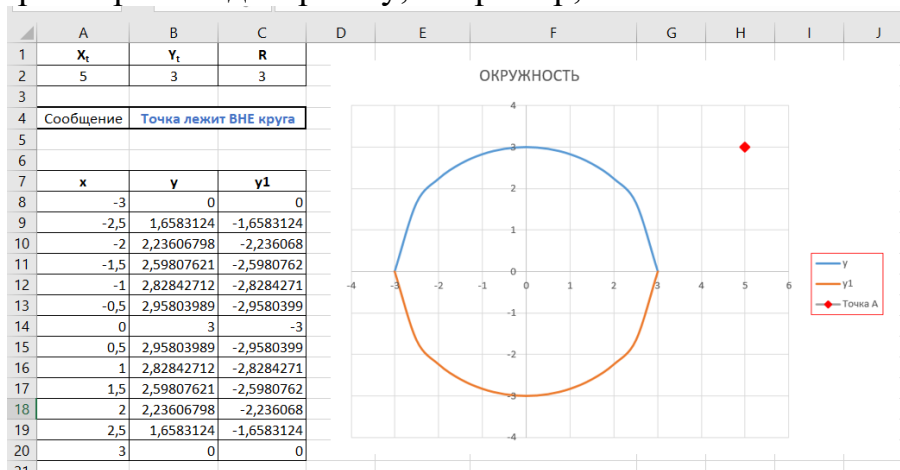 A B C D E F G H I J
1 Xt Yt R
2 5 3 3
3
4 Сообщение Точка лежит ВНЕ круга
5
6
7 x y y1
8 -3 0 0
9 -2,5 1,6583124 -1,6583124
10 -2 2,23606798 -2,236068
11 -1,5 2,59807621 -2,5980762
12 -1 2,82842712 -2,8284271
13 -0,5 2,95803989 -2,9580399
14 0 3 -3
15 0,5 2,95803989 -2,9580399
16 1 2,82842712 -2,8284271
17 1,5 2,59807621 -2,5980762
18 2 2,23606798 -2,236068
19 2,5 1,6583124 -1,6583124
20 3 0 0
ОКРУЖНОСТЬ
4
3
2
1
0
-1
-2
-3
-4
-4 -3 -2 -1 0 1 2 3 4 5 6
y
y1
Точка А